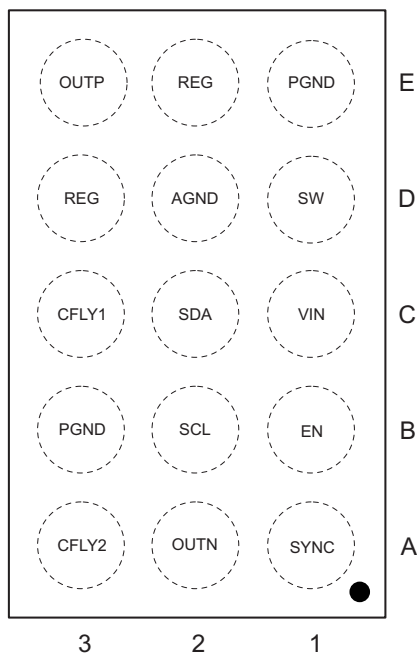 OUTP REG PGND E
REG AGND SW D
CFLY1 SDA VIN C
PGND SCL EN B
CFLY2 OUTN SYNC A
3 2 1